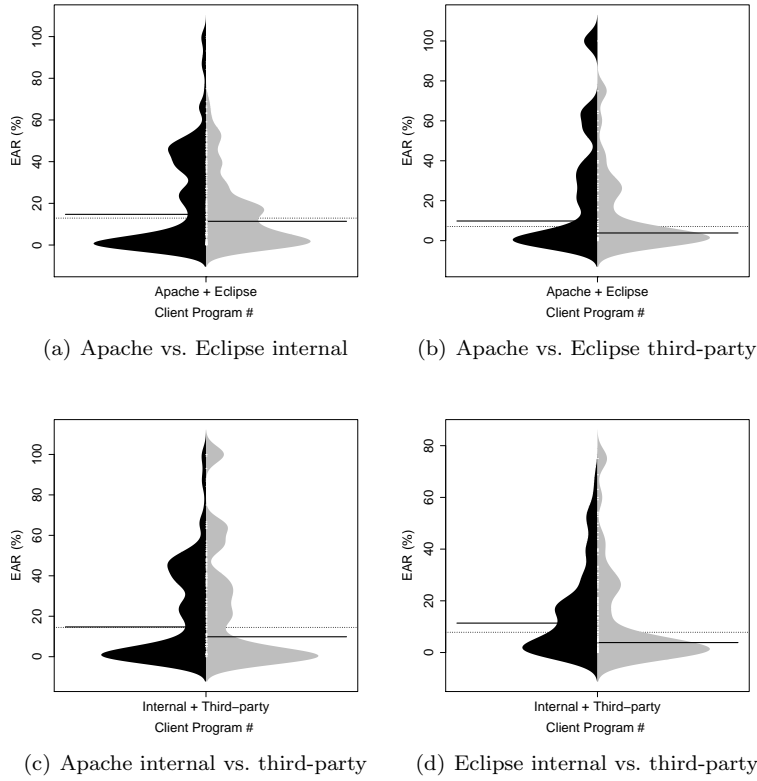 EAR (%)
0
20
40
60
80
100
Apache + Eclipse
Client Program #
(a) Apache vs. Eclipse internal
EAR (%)
0
20
40
60
80
100
Apache + Eclipse
Client Program #
(b) Apache vs. Eclipse third-party
EAR (%)
0
20
40
60
80
100
Internal + Third−party
Client Program #
(c) Apache internal vs. third-party
EAR (%)
0
20
40
60
80
Internal + Third−party
Client Program #
(d) Eclipse internal vs. third-party